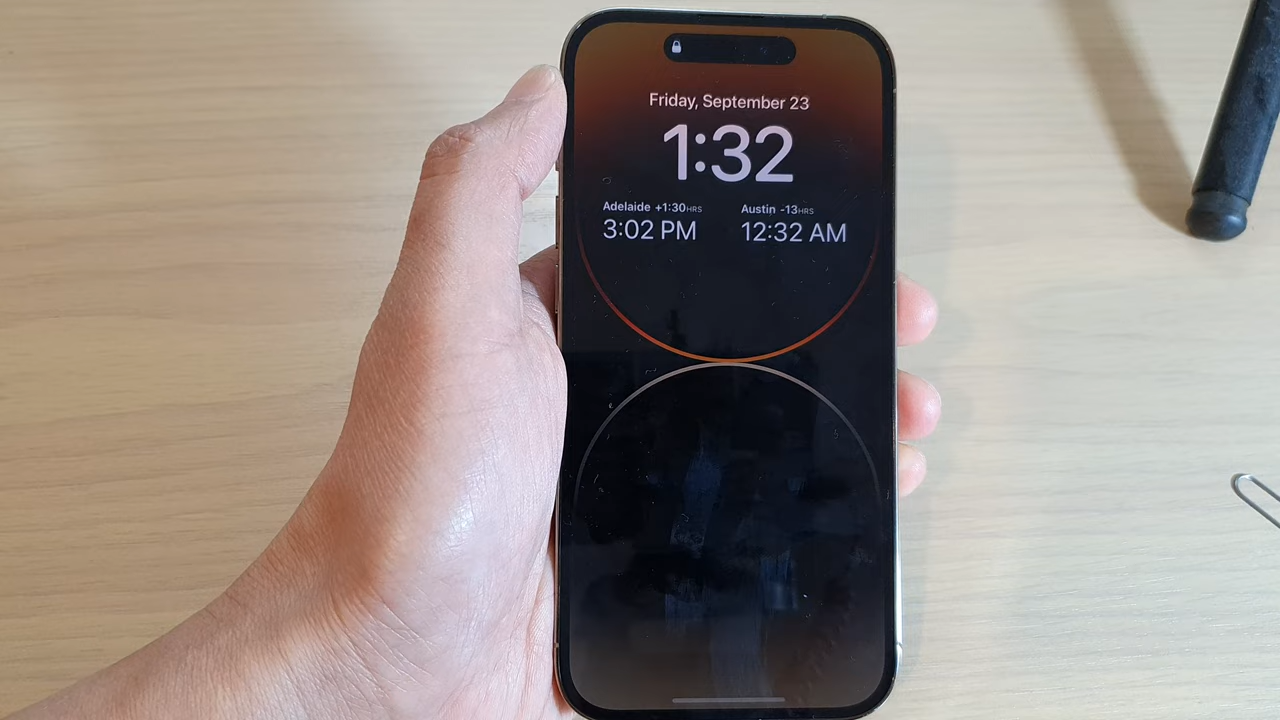 Friday, September 23
1:32
Adelaide +1:30HRS
3:02 PM
Austin -13HRS
12:32 AM